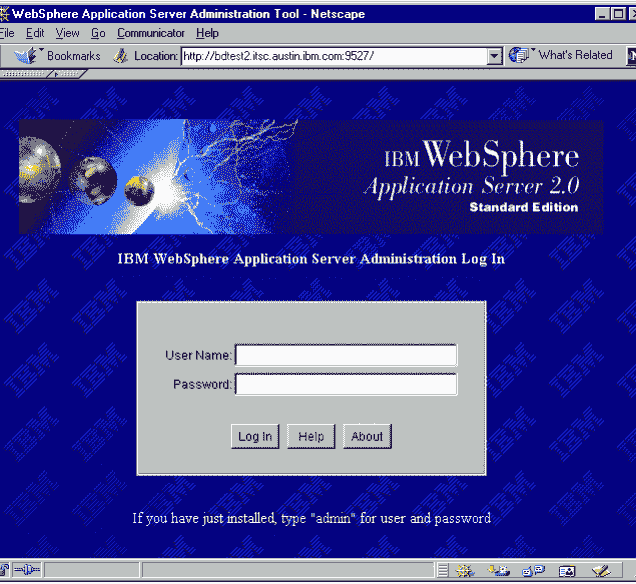 WebSphere Application Server Administration Tool - Netscape
File Edit View Go Communicator Help
Bookmarks Location: http://bdtest2.itsc.austin.ibm.com:9527/ What's Related N
IBM WebSphere
Application Server 2.0
Standard Edition
IBM WebSphere Application Server Administration Log In
User Name:
Password:
Log In Help About
If you have just installed, type "admin" for user and password